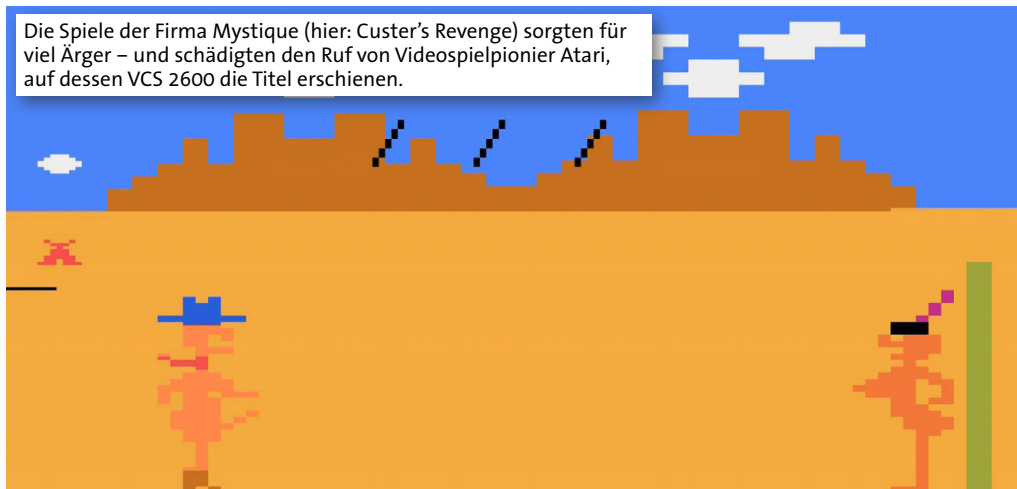 Die Spiele der Firma Mystique (hier: Custer’s Revenge) sorgten für
viel Ärger – und schädigten den Ruf von Videospielpionier Atari,
auf dessen VCS 2600 die Titel erschienen.